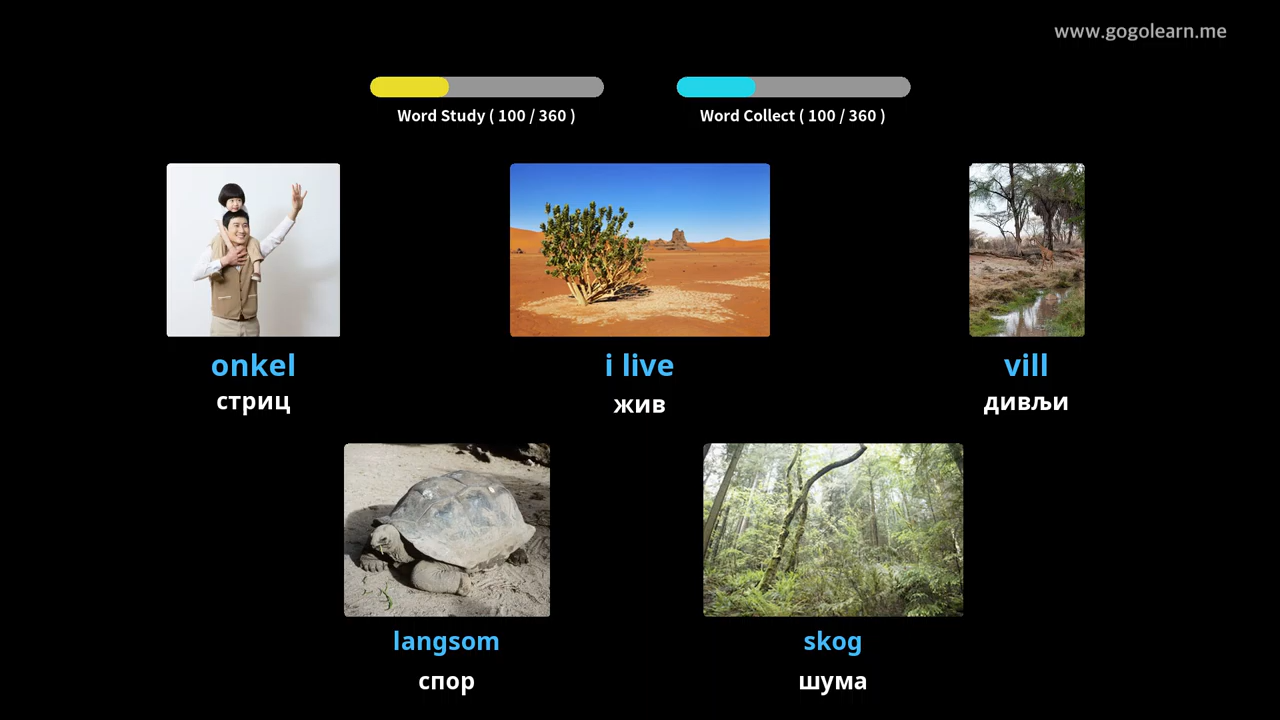 www.gogolearn.me
Word Study ( 100 / 360 )
Word Collect ( 100 / 360 )
onkel
стриц
i live
жив
vill
дивљи
langsom
спор
skog
шума